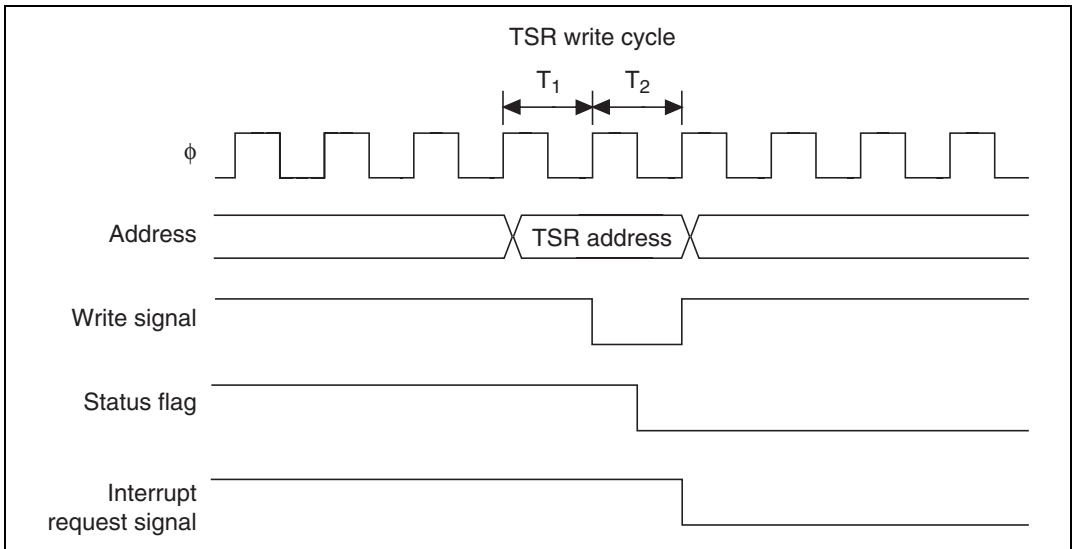 TSR write cycle
T₁ T₂
ϕ
Address
TSR address
Write signal
Status flag
Interrupt
request signal